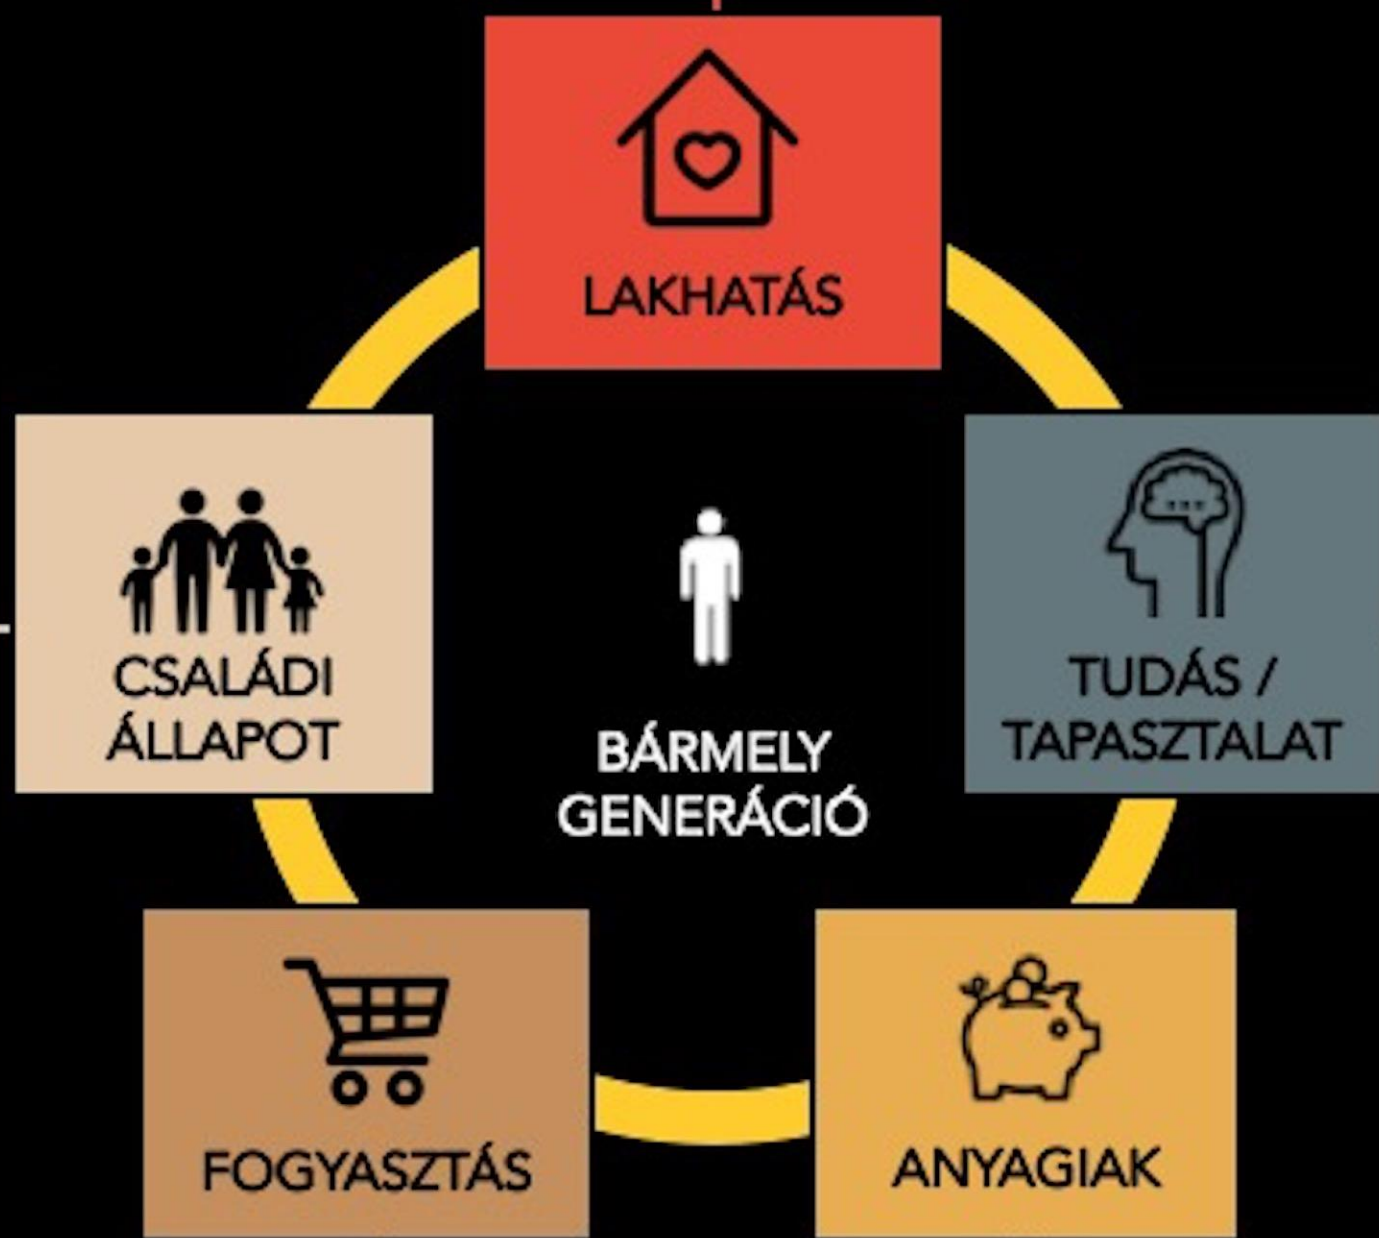 LAKHATÁS
CSALÁDI
ÁLLAPOT
TUDÁS /
TAPASZTALAT
BÁRMELY
GENERÁCIÓ
FOGYASZTÁS
ANYAGIAK